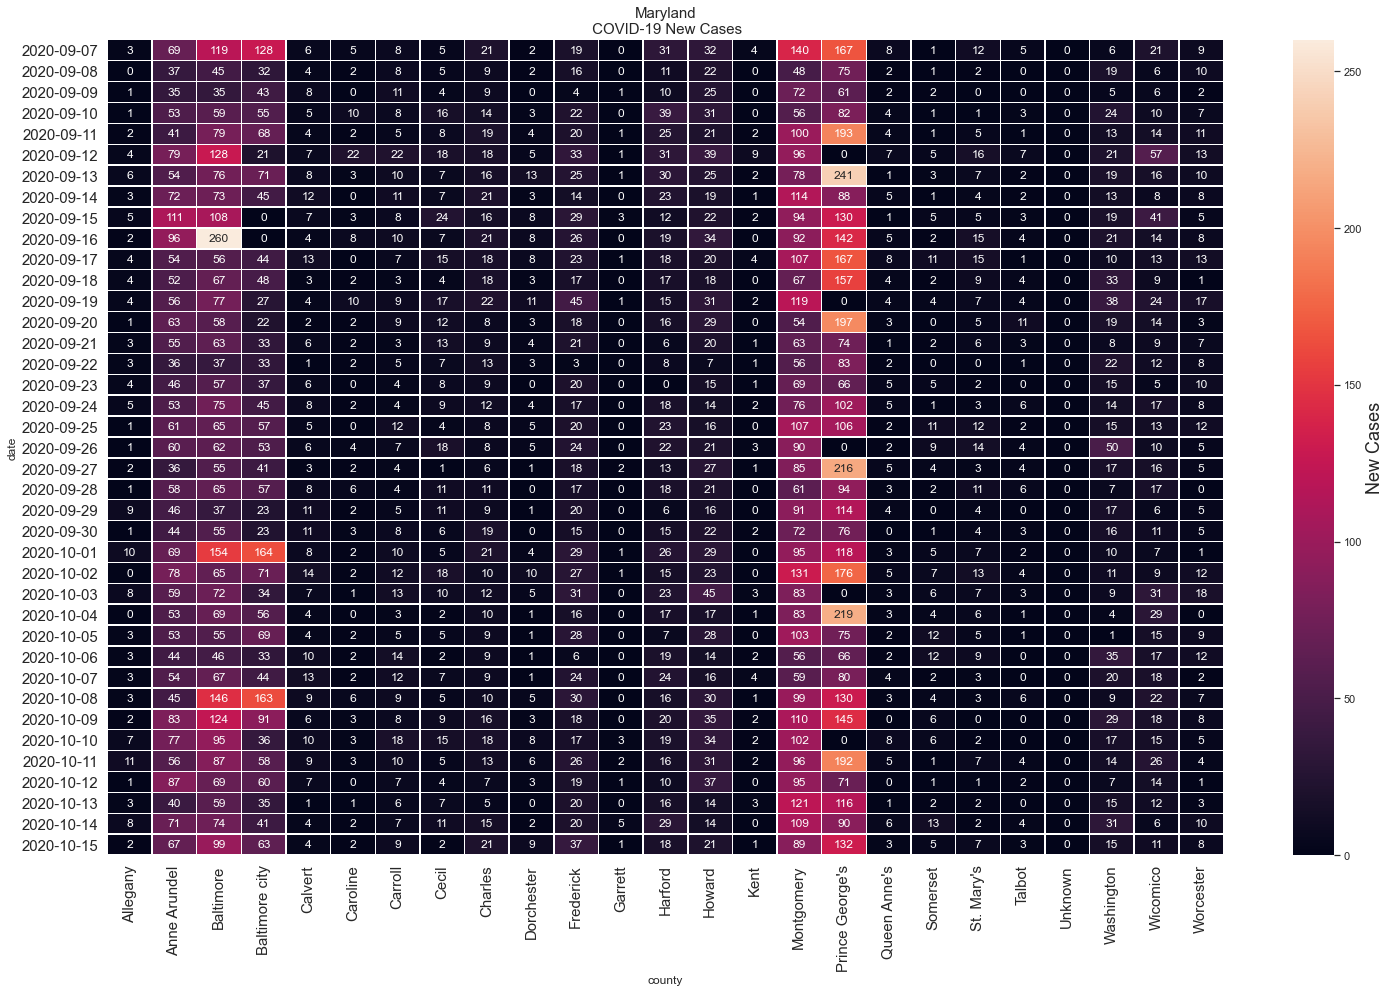 Maryland
COVID-19 New Cases
2020-09-07 3 69 119 128 6 5 8 5 21 2 19 0 31 32 4 140 167 8 1 12 5 0 6 21 9
2020-09-08 0 37 45 32 4 2 8 5 9 2 16 0 11 22 0 48 75 2 1 2 0 0 19 6 10
2020-09-09 1 35 35 43 8 0 11 4 9 0 4 1 10 25 0 72 61 2 2 0 0 0 5 6 2
2020-09-10 1 53 59 55 5 10 8 16 14 3 22 0 39 31 0 56 82 4 1 1 3 0 24 10 7
2020-09-11 2 41 79 68 4 2 5 8 19 4 20 1 25 21 2 100 193 4 1 5 1 0 13 14 11
2020-09-12 4 79 128 21 7 22 22 18 18 5 33 1 31 39 9 96 0 7 5 16 7 0 21 57 13
2020-09-13 6 54 76 71 8 3 10 7 16 13 25 1 30 25 2 78 241 1 3 7 2 0 19 16 10
2020-09-14 3 72 73 45 12 0 11 7 21 3 14 0 23 19 1 114 88 5 1 4 2 0 13 8 8
2020-09-15 5 111 108 0 7 3 8 24 16 8 29 3 12 22 2 94 130 1 5 5 3 0 19 41 5
2020-09-16 2 96 260 0 4 8 10 7 21 8 26 0 19 34 0 92 142 5 2 15 4 0 21 14 8
2020-09-17 4 54 56 44 13 0 7 15 18 8 23 1 18 20 4 107 167 8 11 15 1 0 10 13 13
2020-09-18 4 52 67 48 3 2 3 4 18 3 17 0 17 18 0 67 157 4 2 9 4 0 33 9 1
2020-09-19 4 56 77 27 4 10 9 17 22 11 45 1 15 31 2 119 0 4 4 7 4 0 38 24 17
2020-09-20 1 63 58 22 2 2 9 12 8 3 18 0 16 29 0 54 197 3 0 5 11 0 19 14 3
2020-09-21 3 55 63 33 6 2 3 13 9 4 21 0 6 20 1 63 74 1 2 6 3 0 8 9 7
2020-09-22 3 36 37 33 1 2 5 7 13 3 3 0 8 7 1 56 83 2 0 0 1 0 22 12 8
2020-09-23 4 46 57 37 6 0 4 8 9 0 20 0 0 15 1 69 66 5 5 2 0 0 15 5 10
2020-09-24 5 53 75 45 8 2 4 9 12 4 17 0 18 14 2 76 102 5 1 3 6 0 14 17 8
2020-09-25 1 61 65 57 5 0 12 4 8 5 20 0 23 16 0 107 106 2 11 12 2 0 15 13 12
2020-09-26 1 60 62 53 6 4 7 18 8 5 24 0 22 21 3 90 0 2 9 14 4 0 50 10 5
2020-09-27 2 36 55 41 3 2 4 1 6 1 18 2 13 27 1 85 216 5 4 3 4 0 17 16 5
2020-09-28 1 58 65 57 8 6 4 11 11 0 17 0 18 21 0 61 94 3 2 11 6 0 7 17 0
2020-09-29 9 46 37 23 11 2 5 11 9 1 20 0 6 16 0 91 114 4 0 4 0 0 17 6 5
2020-09-30 1 44 55 23 11 3 8 6 19 0 15 0 15 22 2 72 76 0 1 4 3 0 16 11 5
2020-10-01 10 69 154 164 8 2 10 5 21 4 29 1 26 29 0 95 118 3 5 7 2 0 10 7 1
2020-10-02 0 78 65 71 14 2 12 18 10 10 27 1 15 23 0 131 176 5 7 13 4 0 11 9 12
2020-10-03 8 59 72 34 7 1 13 10 12 5 31 0 23 45 3 83 0 3 6 7 3 0 9 31 18
2020-10-04 0 53 69 56 4 0 3 2 10 1 16 0 17 17 1 83 219 3 4 6 1 0 4 29 0
2020-10-05 3 53 55 69 4 2 5 5 9 1 28 0 7 28 0 103 75 2 12 5 1 0 1 15 9
2020-10-06 3 44 46 33 10 2 14 2 9 1 6 0 19 14 2 56 66 2 12 9 0 0 35 17 12
2020-10-07 3 54 67 44 13 2 12 7 9 1 24 0 24 16 4 59 80 4 2 3 0 0 20 18 2
2020-10-08 3 45 146 163 9 6 9 5 10 5 30 0 16 30 1 99 130 3 4 3 6 0 9 22 7
2020-10-09 2 83 124 91 6 3 8 9 16 3 18 0 20 35 2 110 145 0 6 0 0 0 29 18 8
2020-10-10 7 77 95 36 10 3 18 15 18 8 17 3 19 34 2 102 0 8 6 2 0 0 17 15 5
2020-10-11 11 56 87 58 9 3 10 5 13 6 26 2 16 31 2 96 192 5 1 7 4 0 14 26 4
2020-10-12 1 87 69 60 7 0 7 4 7 3 19 1 12 37 0 95 71 0 1 1 2 0 7 14 1
2020-10-13 3 40 59 35 1 1 6 7 5 0 20 0 16 14 3 121 116 1 2 2 0 0 15 12 3
2020-10-14 8 71 74 41 4 2 7 11 15 2 20 5 29 14 0 109 90 6 13 2 4 0 31 6 10
2020-10-15 2 67 99 63 4 2 9 2 21 9 37 1 18 21 1 89 132 3 5 7 3 0 15 11 8
date
Allegany
Anne Arundel
Baltimore
Baltimore city
Calvert
Caroline
Carroll
Cecil
Charles
Dorchester
Frederick
Garrett
Harford
Howard
Kent
Montgomery
Prince George's
Queen Anne's
Somerset
St. Mary's
Talbot
Unknown
Washington
Wicomico
Worcester
county
250
200
150
100
50
0
New Cases